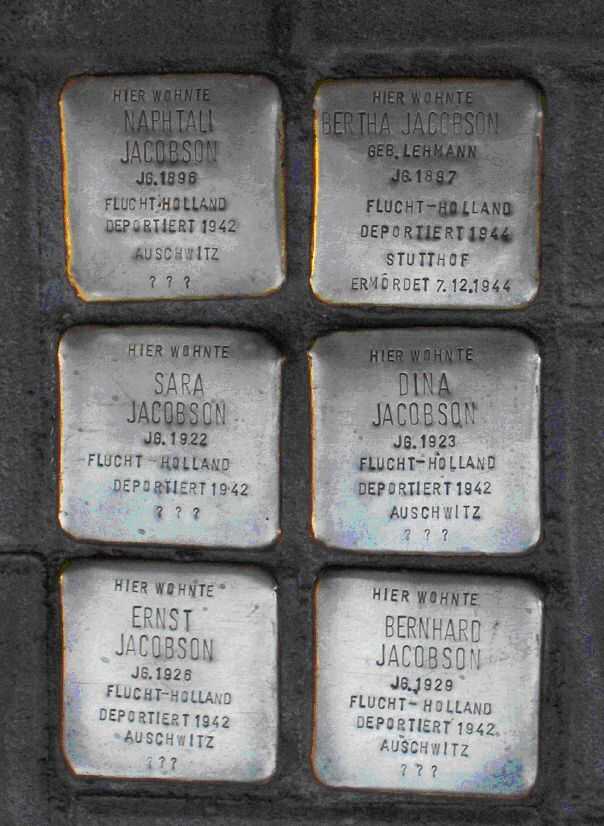 HIER WOHNTE
NAPHTALI
JACOBSON
JG.1896
FLUCHT-HOLLAND
DEPORTIERT 1942
AUSCHWITZ
? ? ?
HIER WOHNTE
BERTHA JACOBSON
GEB. LEHMANN
JG.1897
FLUCHT-HOLLAND
DEPORTIERT 1944
STUTTHOF
ERMORDET 7.12.1944
HIER WOHNTE
SARA
JACOBSON
JG.1922
FLUCHT-HOLLAND
DEPORTIERT 1942
? ? ?
HIER WOHNTE
DINA
JACOBSON
JG.1923
FLUCHT-HOLLAND
DEPORTIERT 1942
AUSCHWITZ
? ? ?
HIER WOHNTE
ERNST
JACOBSON
JG.1926
FLUCHT-HOLLAND
DEPORTIERT 1942
AUSCHWITZ
? ? ?
HIER WOHNTE
BERNHARD
JACOBSON
JG.1929
FLUCHT-HOLLAND
DEPORTIERT 1942
AUSCHWITZ
? ? ?